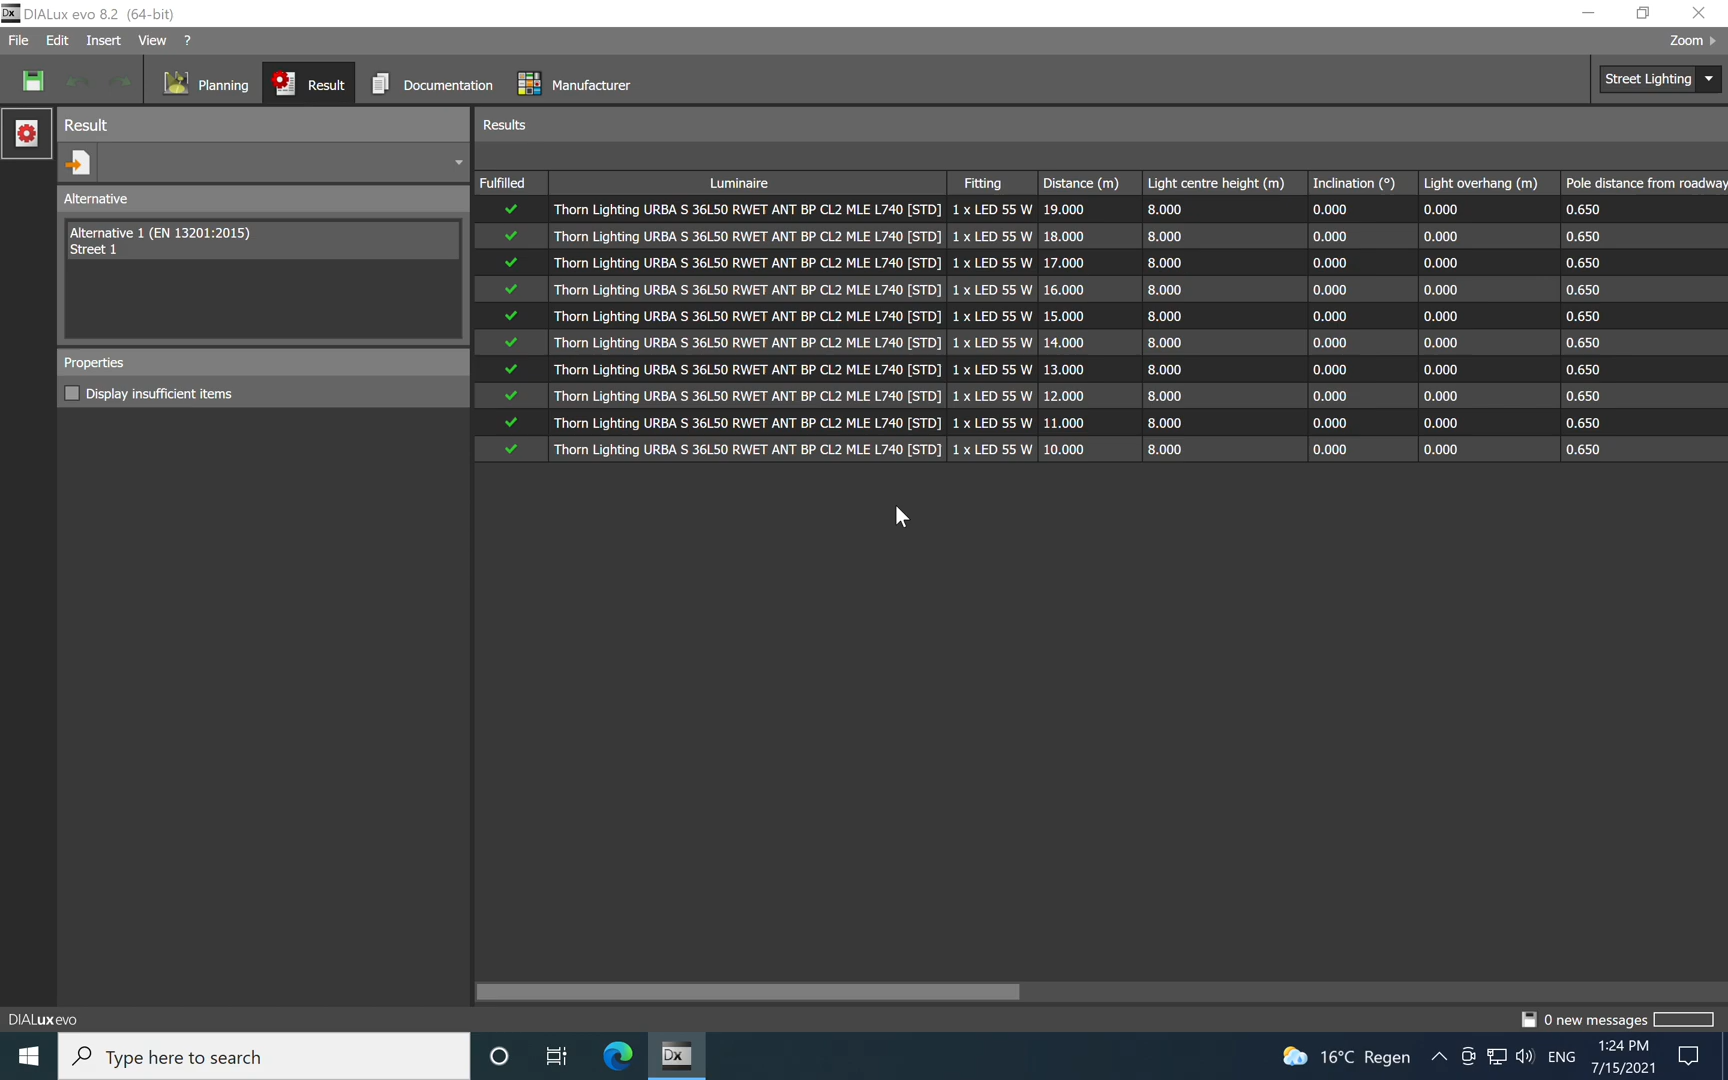 Dx DIALux evo 8.2 (64-bit)
File Edit Insert View ? Zoom
Planning Result Documentation Manufacturer Street Lighting
Result
Results
Alternative
Alternative 1 (EN 13201:2015)
Street 1
Properties
Display insufficient items
Fulfilled Luminaire Fitting Distance (m) Light centre height (m) Inclination (°) Light overhang (m) Pole distance from roadway
Thorn Lighting URBA S 36L50 RWET ANT BP CL2 MLE L740 [STD] 1 x LED 55 W 19.000 8.000 0.000 0.000 0.650
Thorn Lighting URBA S 36L50 RWET ANT BP CL2 MLE L740 [STD] 1 x LED 55 W 18.000 8.000 0.000 0.000 0.650
Thorn Lighting URBA S 36L50 RWET ANT BP CL2 MLE L740 [STD] 1 x LED 55 W 17.000 8.000 0.000 0.000 0.650
Thorn Lighting URBA S 36L50 RWET ANT BP CL2 MLE L740 [STD] 1 x LED 55 W 16.000 8.000 0.000 0.000 0.650
Thorn Lighting URBA S 36L50 RWET ANT BP CL2 MLE L740 [STD] 1 x LED 55 W 15.000 8.000 0.000 0.000 0.650
Thorn Lighting URBA S 36L50 RWET ANT BP CL2 MLE L740 [STD] 1 x LED 55 W 14.000 8.000 0.000 0.000 0.650
Thorn Lighting URBA S 36L50 RWET ANT BP CL2 MLE L740 [STD] 1 x LED 55 W 13.000 8.000 0.000 0.000 0.650
Thorn Lighting URBA S 36L50 RWET ANT BP CL2 MLE L740 [STD] 1 x LED 55 W 12.000 8.000 0.000 0.000 0.650
Thorn Lighting URBA S 36L50 RWET ANT BP CL2 MLE L740 [STD] 1 x LED 55 W 11.000 8.000 0.000 0.000 0.650
Thorn Lighting URBA S 36L50 RWET ANT BP CL2 MLE L740 [STD] 1 x LED 55 W 10.000 8.000 0.000 0.000 0.650
DIALux evo 0 new messages
Type here to search Dx 16°C Regen ENG 1:24 PM
7/15/2021